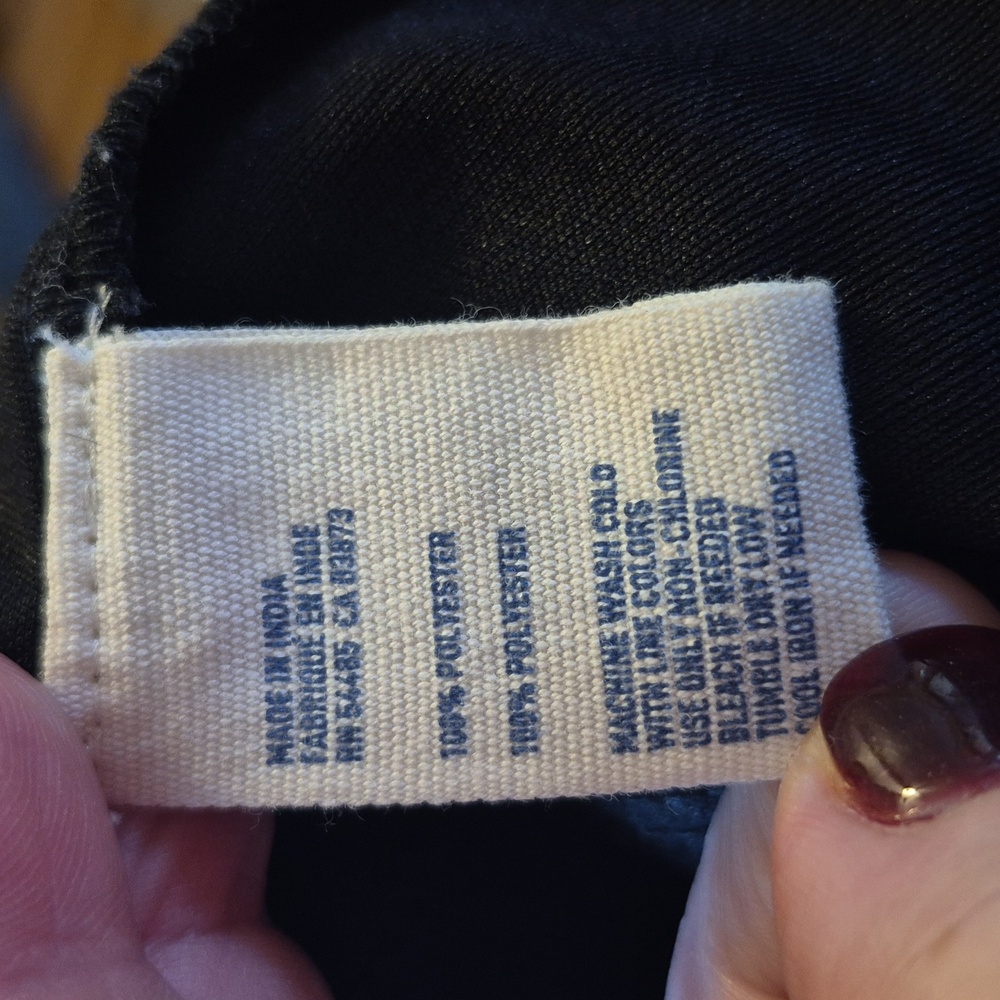 MADE IN INDIA
FABRIQUÉ EN INDE
RN 54485 CA 03873
100% POLYESTER
100% POLYESTER
MACHINE WASH COLD
WITH LIKE COLORS
USE ONLY NON-CHLORINE
BLEACH IF NEEDED
TUMBLE DRY LOW
COOL IRON IF NEEDED